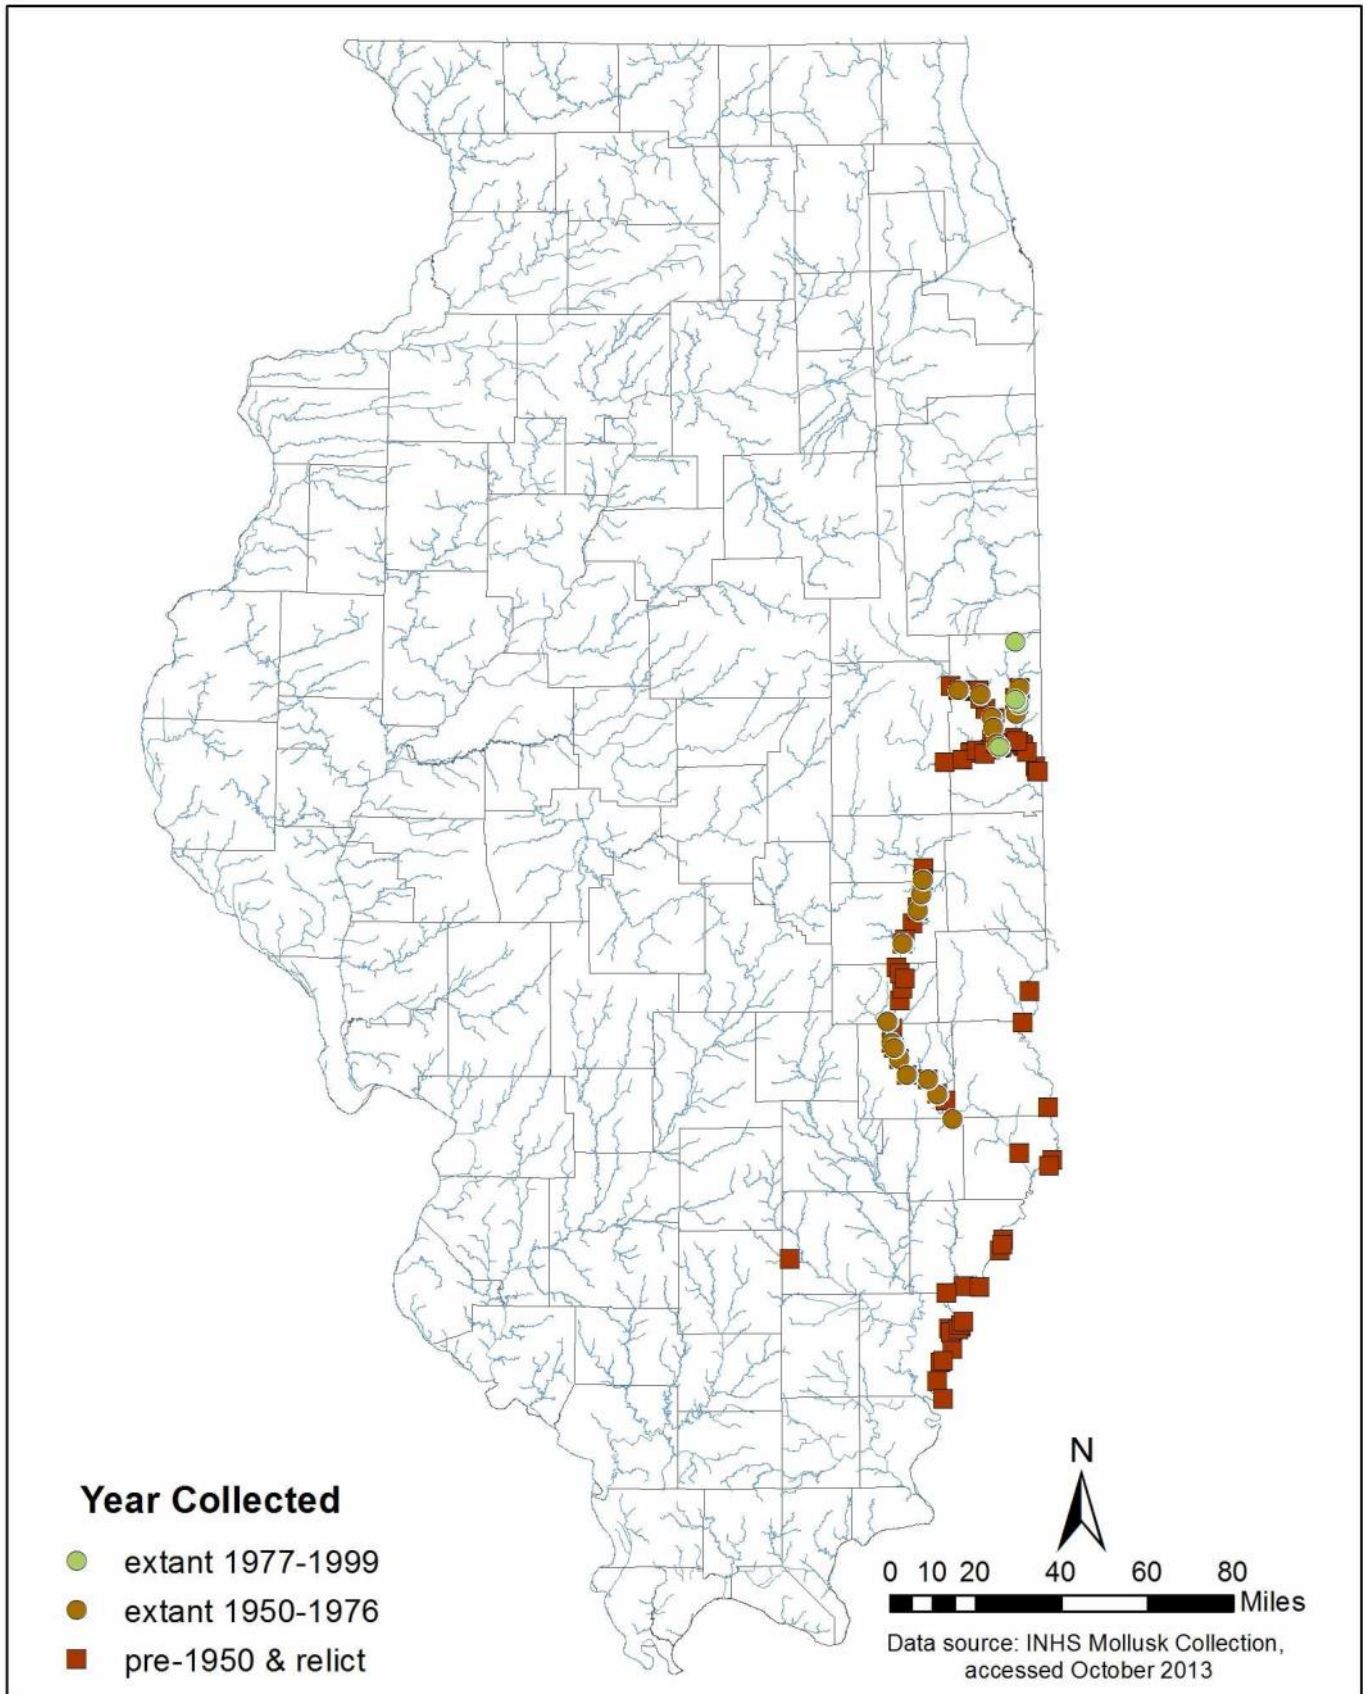 Year Collected
extant 1977-1999
extant 1950-1976
pre-1950 & relict
N
0 10 20 40 60 80
Miles
Data source: INHS Mollusk Collection,
accessed October 2013